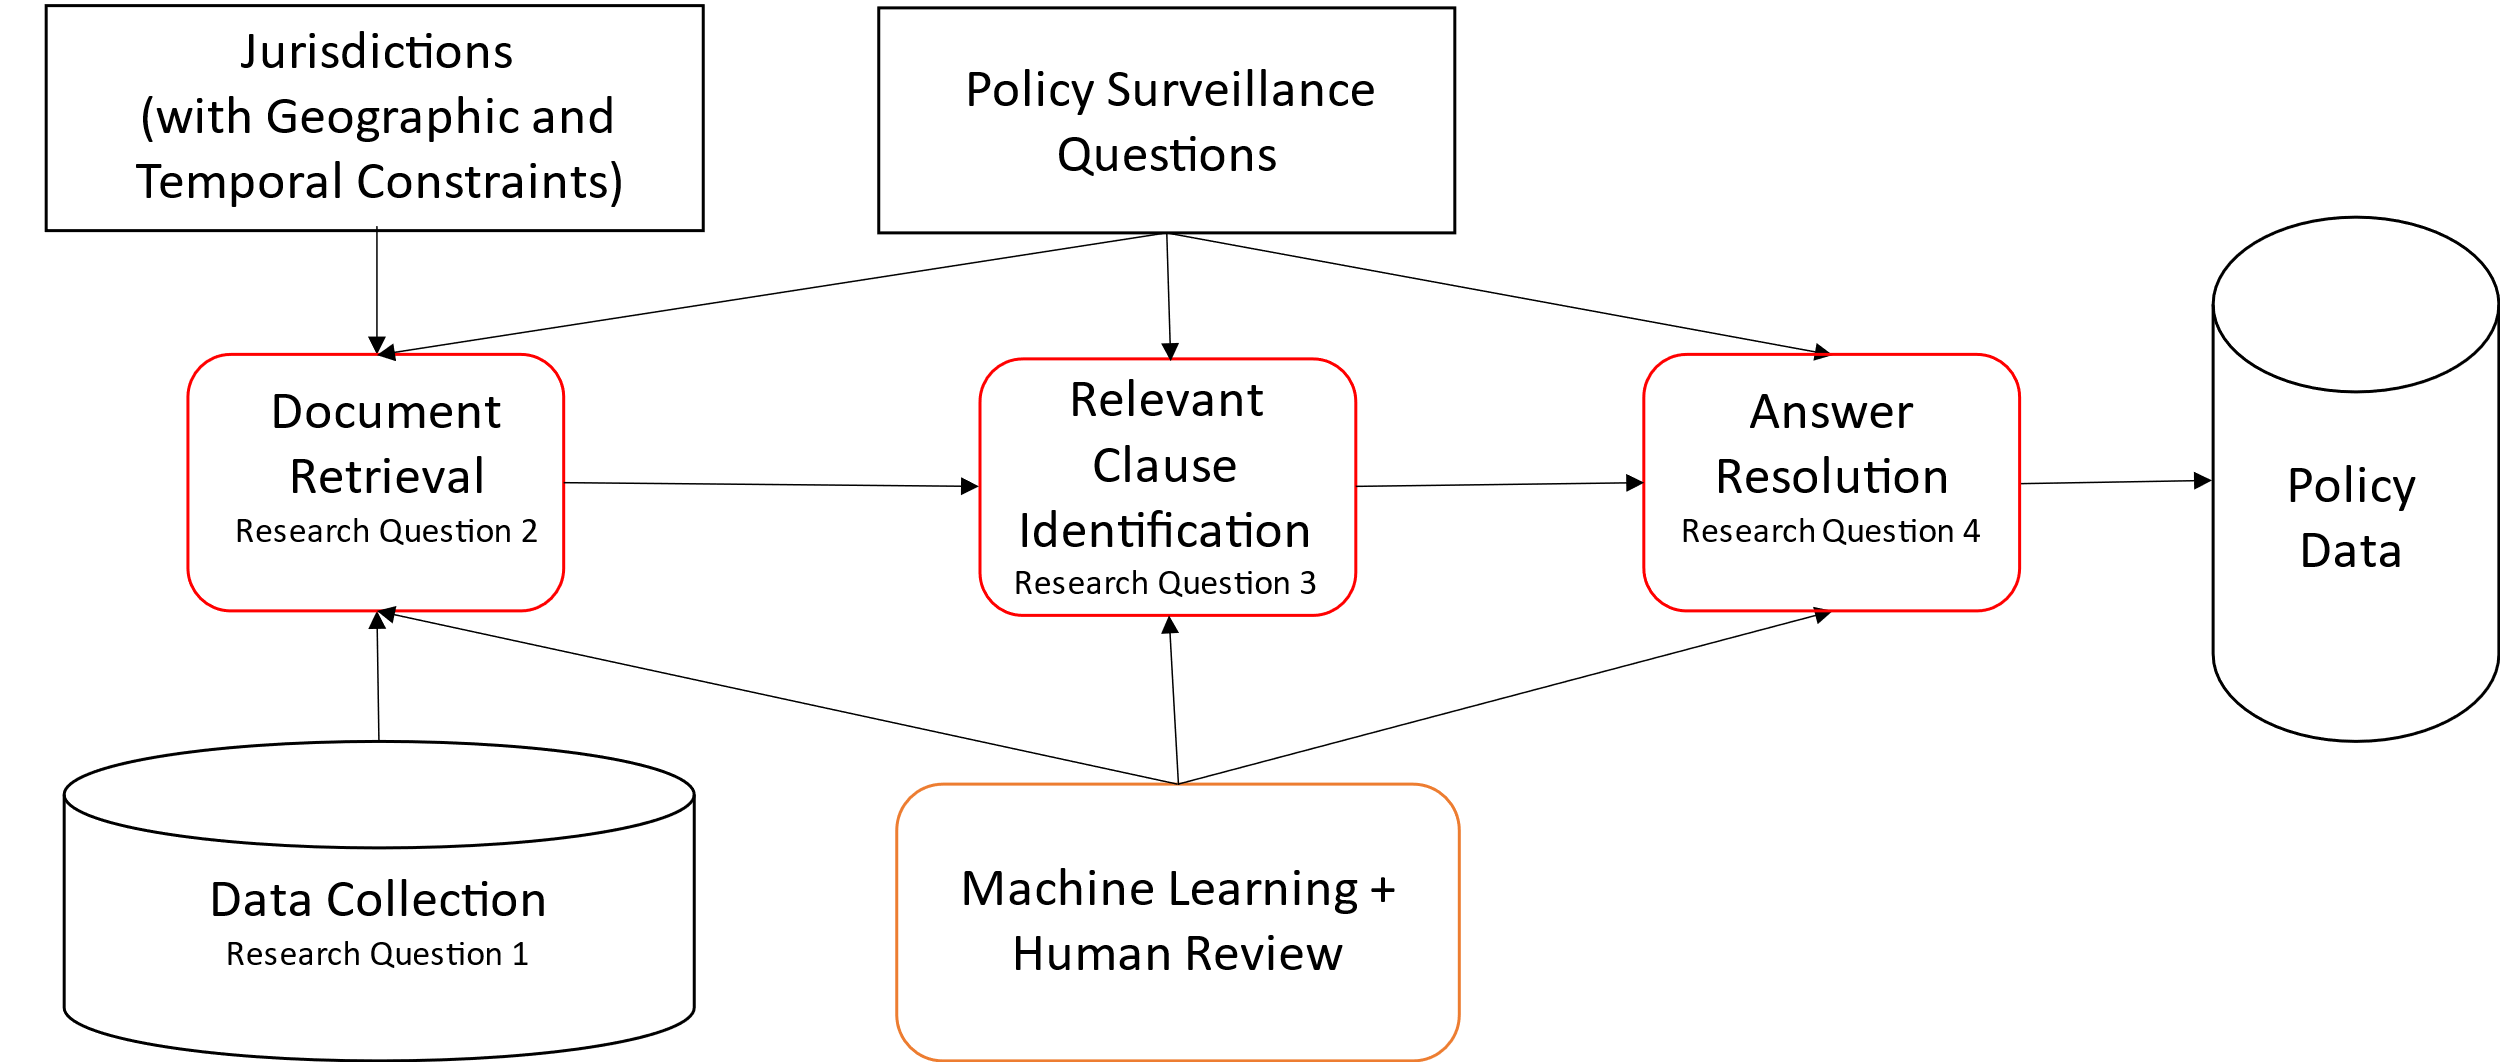 Jurisdictions
(with Geographic and
Temporal Constraints)
Policy Surveillance
Questions
Document
Retrieval
Research Question 2
Relevant
Clause
Identification
Research Question 3
Answer
Resolution
Research Question 4
Policy
Data
Data Collection
Research Question 1
Machine Learning +
Human Review